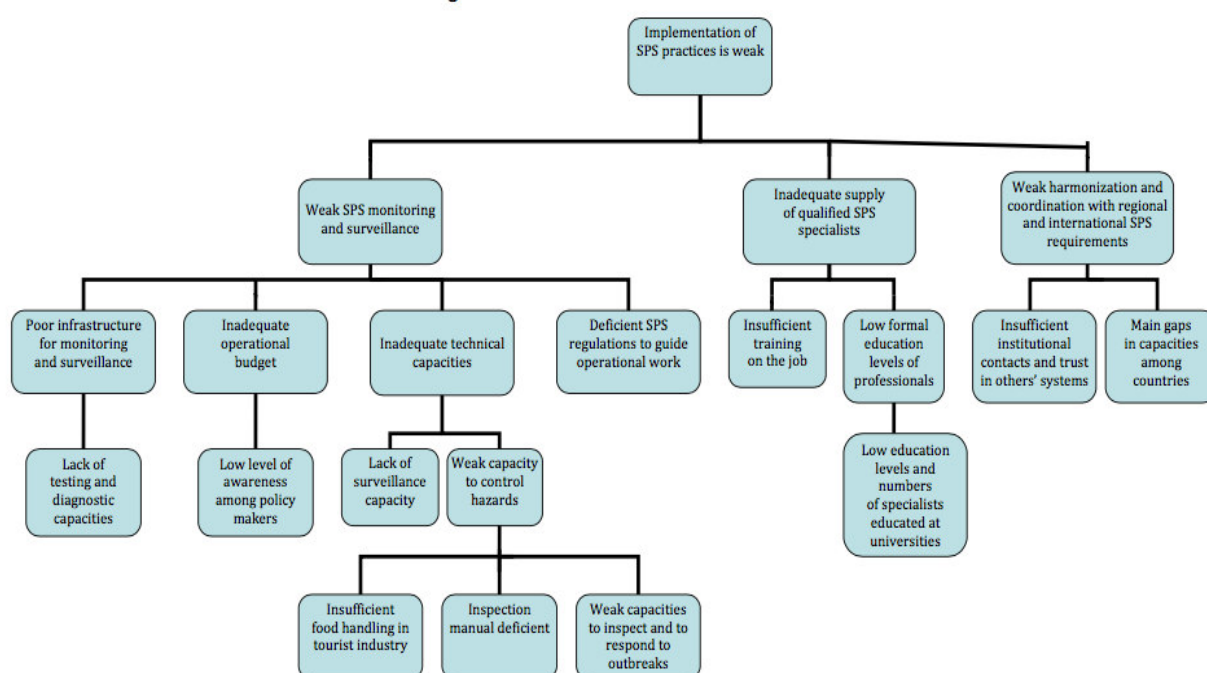 Implementation of
SPS practices is weak
Weak SPS monitoring
and surveillance
Inadequate supply
of qualified SPS
specialists
Weak harmonization and
coordination with regional
and international SPS
requirements
Poor infrastructure
for monitoring
and surveillance
Inadequate
operational
budget
Inadequate technical
capacities
Deficient SPS
regulations to guide
operational work
Insufficient
training
on the job
Low formal
education
levels of
professionals
Insufficient
institutional
contacts and trust
in others' systems
Main gaps
in capacities
among
countries
Lack of
testing and
diagnostic
capacities
Low level of
awareness
among policy
makers
Lack of
surveillance
capacity
Weak capacity
to control
hazards
Low education
levels and
numbers
of specialists
educated at
universities
Insufficient
food handling in
tourist industry
Inspection
manual deficient
Weak capacities
to inspect and to
respond to
outbreaks